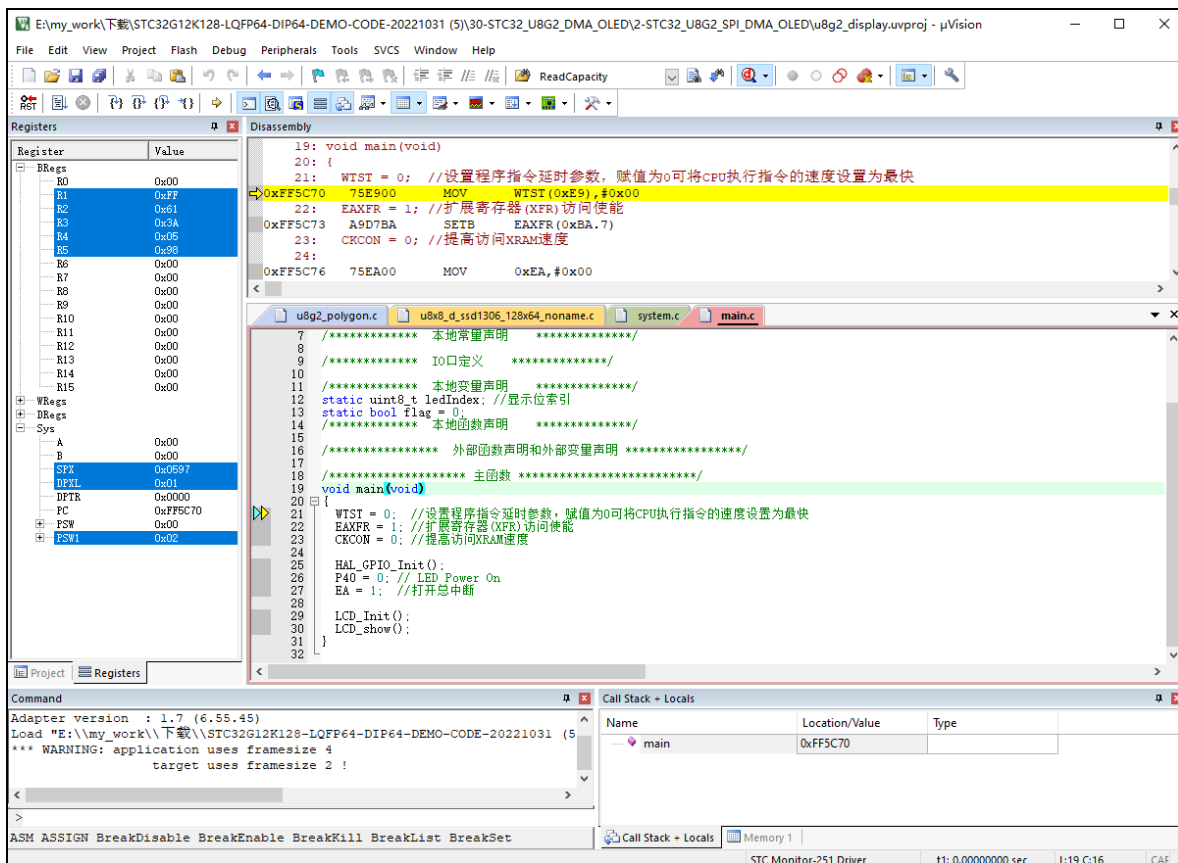 E:\my_work\下载\STC32G12K128-LQFP64-DIP64-DEMO-CODE-20221031 (5)\30-STC32_U8G2_DMA_OLED\2-STC32_U8G2_SPI_DMA_OLED\u8g2_display.uvproj - µVision
File Edit View Project Flash Debug Peripherals Tools SVCS Window Help
ReadCapacity
RST
Registers
Register Value
BRegs
R0 0x00
R1 0xFF
R2 0x61
R3 0x3A
R4 0x05
R5 0x98
R6 0x00
R7 0x00
R8 0x00
R9 0x00
R10 0x00
R11 0x00
R12 0x00
R13 0x00
R14 0x00
R15 0x00
WRegs
DRegs
Sys
A 0x00
B 0x00
SPX 0x0597
DPXL 0x01
DPTR 0x0000
PC 0xFF5C70
PSW 0x00
PSW1 0x02
Project Registers
Disassembly
19: void main(void)
20: {
21: WTST = 0; //设置程序指令延时参数，赋值为0可将CPU执行指令的速度设置为最快
0xFF5C70 75E900 MOV WTST(0xE9),#0x00
22: EAXFR = 1; //扩展寄存器(XFR)访问使能
0xFF5C73 A9D7BA SETB EAXFR(0xBA.7)
23: CKCON = 0; //提高访问XRAM速度
24:
0xFF5C76 75EA00 MOV 0xEA,#0x00
u8g2_polygon.c u8x8_d_ssd1306_128x64_noname.c system.c main.c
7 /************* 本地常量声明 **************/
8
9 /************* IO口定义 **************/
10
11 /************* 本地变量声明 **************/
12 static uint8_t ledIndex; //显示位索引
13 static bool flag = 0;
14 /************* 本地函数声明 **************/
15
16 /**************** 外部函数声明和外部变量声明 *****************/
17
18 /******************** 主函数 **************************/
19 void main(void)
20 {
21 WTST = 0; //设置程序指令延时参数，赋值为0可将CPU执行指令的速度设置为最快
22 EAXFR = 1; //扩展寄存器(XFR)访问使能
23 CKCON = 0; //提高访问XRAM速度
24
25 HAL_GPIO_Init();
26 P40 = 0; // LED Power On
27 EA = 1; //打开总中断
28
29 LCD_Init();
30 LCD_show();
31 }
32
Command
Adapter version : 1.7 (6.55.45)
Load "E:\\my_work\\下载\\STC32G12K128-LQFP64-DIP64-DEMO-CODE-20221031 (5
*** WARNING: application uses framesize 4
target uses framesize 2 !
>
ASM ASSIGN BreakDisable BreakEnable BreakKill BreakList BreakSet
Call Stack + Locals
Name Location/Value Type
main 0xFF5C70
Call Stack + Locals Memory 1
STC Monitor-251 Driver t1: 0.00000000 sec L:19 C:16 CAP